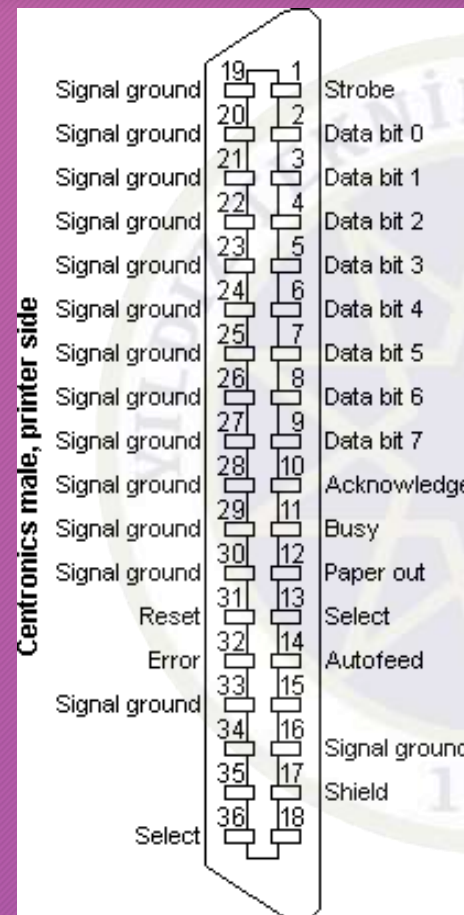 Centronics male, printer side
Signal ground 19 1 Strobe
Signal ground 20 2 Data bit 0
Signal ground 21 3 Data bit 1
Signal ground 22 4 Data bit 2
Signal ground 23 5 Data bit 3
Signal ground 24 6 Data bit 4
Signal ground 25 7 Data bit 5
Signal ground 26 8 Data bit 6
Signal ground 27 9 Data bit 7
Signal ground 28 10 Acknowledge
Signal ground 29 11 Busy
Signal ground 30 12 Paper out
Reset 31 13 Select
Error 32 14 Autofeed
Signal ground 33 15
34 16 Signal ground
35 17 Shield
Select 36 18